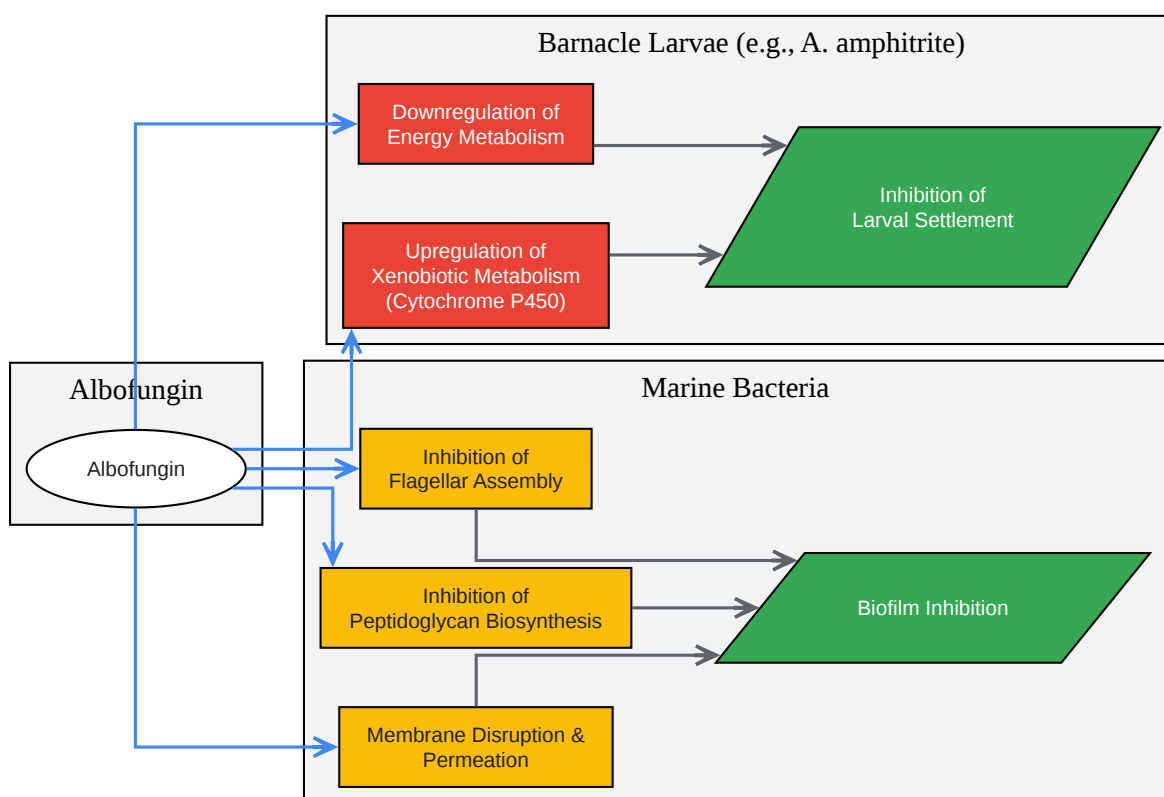 Barnacle Larvae (e.g., A. amphitrite)
Downregulation of
Energy Metabolism
Inhibition of
Larval Settlement
Upregulation of
Xenobiotic Metabolism
(Cytochrome P450)
Albofungin
Albofungin
Marine Bacteria
Inhibition of
Flagellar Assembly
Inhibition of
Peptidoglycan Biosynthesis
Biofilm Inhibition
Membrane Disruption &
Permeation